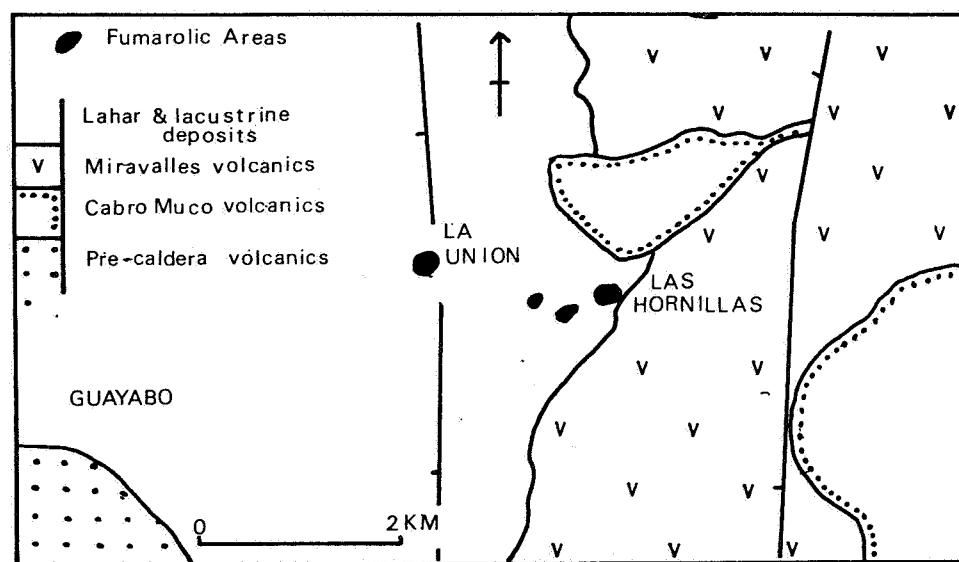 Fumarolic Areas
Lahar & lacustrine
deposits
v Miravalles volcanics
Cabro Muco volcanics
Pre-caldera volcanics
LA
UNION
LAS
HORNILLAS
GUAYABO
0 2 KM